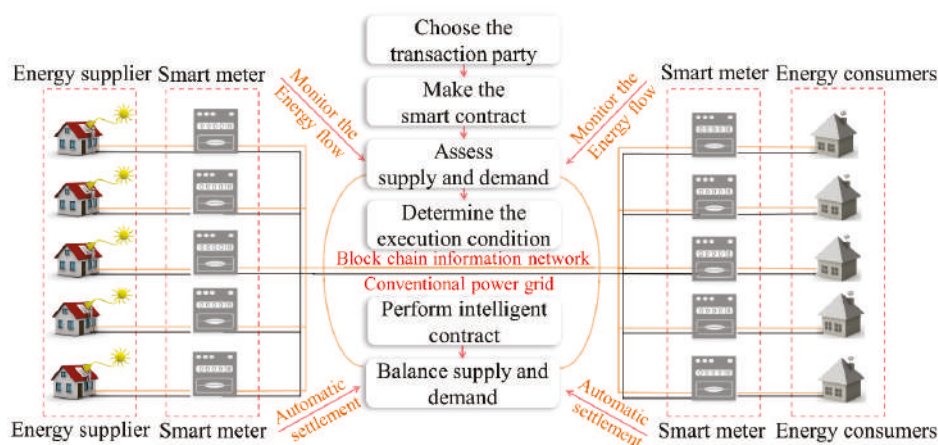 Choose the
transaction party
Energy supplier
Smart meter
Smart meter
Energy consumers
Monitor the
Energy flow
Make the
smart contract
Monitor the
Energy flow
Assess
supply and demand
Determine the
execution condition
Block chain information network
Conventional power grid
Perform intelligent
contract
Balance supply and
demand
Automatic
settlement
Automatic
settlement
Energy supplier
Smart meter
Smart meter
Energy consumers